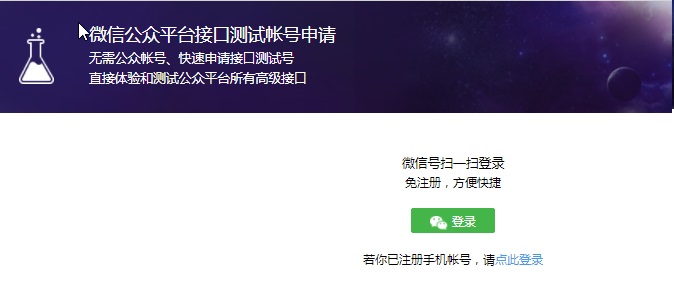 微信公众平台接口测试帐号申请
无需公众帐号、快速申请接口测试号
直接体验和测试公众平台所有高级接口
微信号扫一扫登录
免注册，方便快捷
登录
若你已注册手机帐号，请点此登录